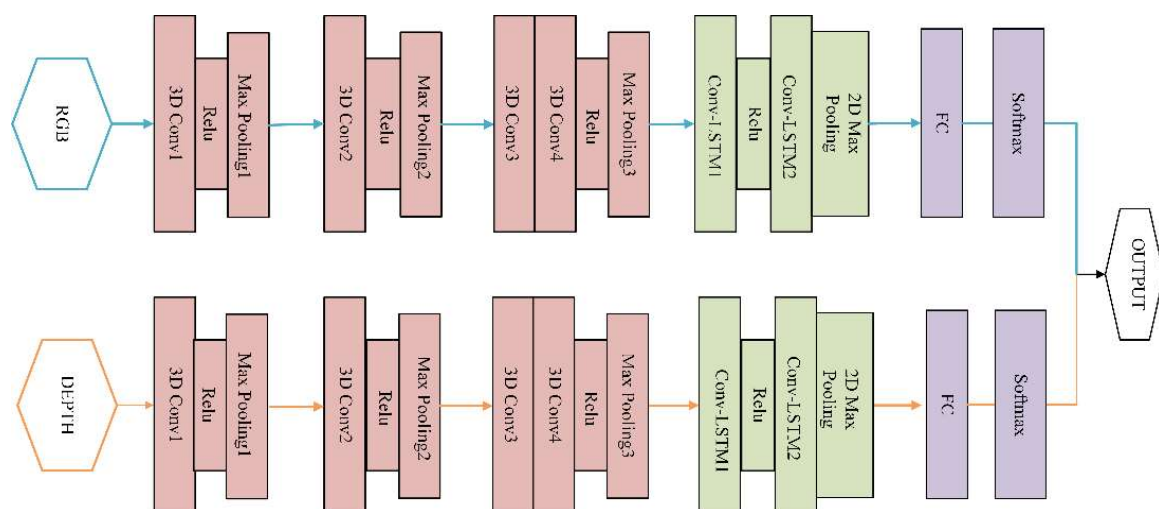 RGB
3D Conv1
Relu
Max Pooling1
3D Conv2
Relu
Max Pooling2
3D Conv3
3D Conv4
Relu
Max Pooling3
Conv-LSTM1
Relu
Conv-LSTM2
2D Max
Pooling
FC
Softmax
OUTPUT
DEPTH
3D Conv1
Relu
Max Pooling1
3D Conv2
Relu
Max Pooling2
3D Conv3
3D Conv4
Relu
Max Pooling3
Conv-LSTM1
Relu
Conv-LSTM2
2D Max
Pooling
FC
Softmax